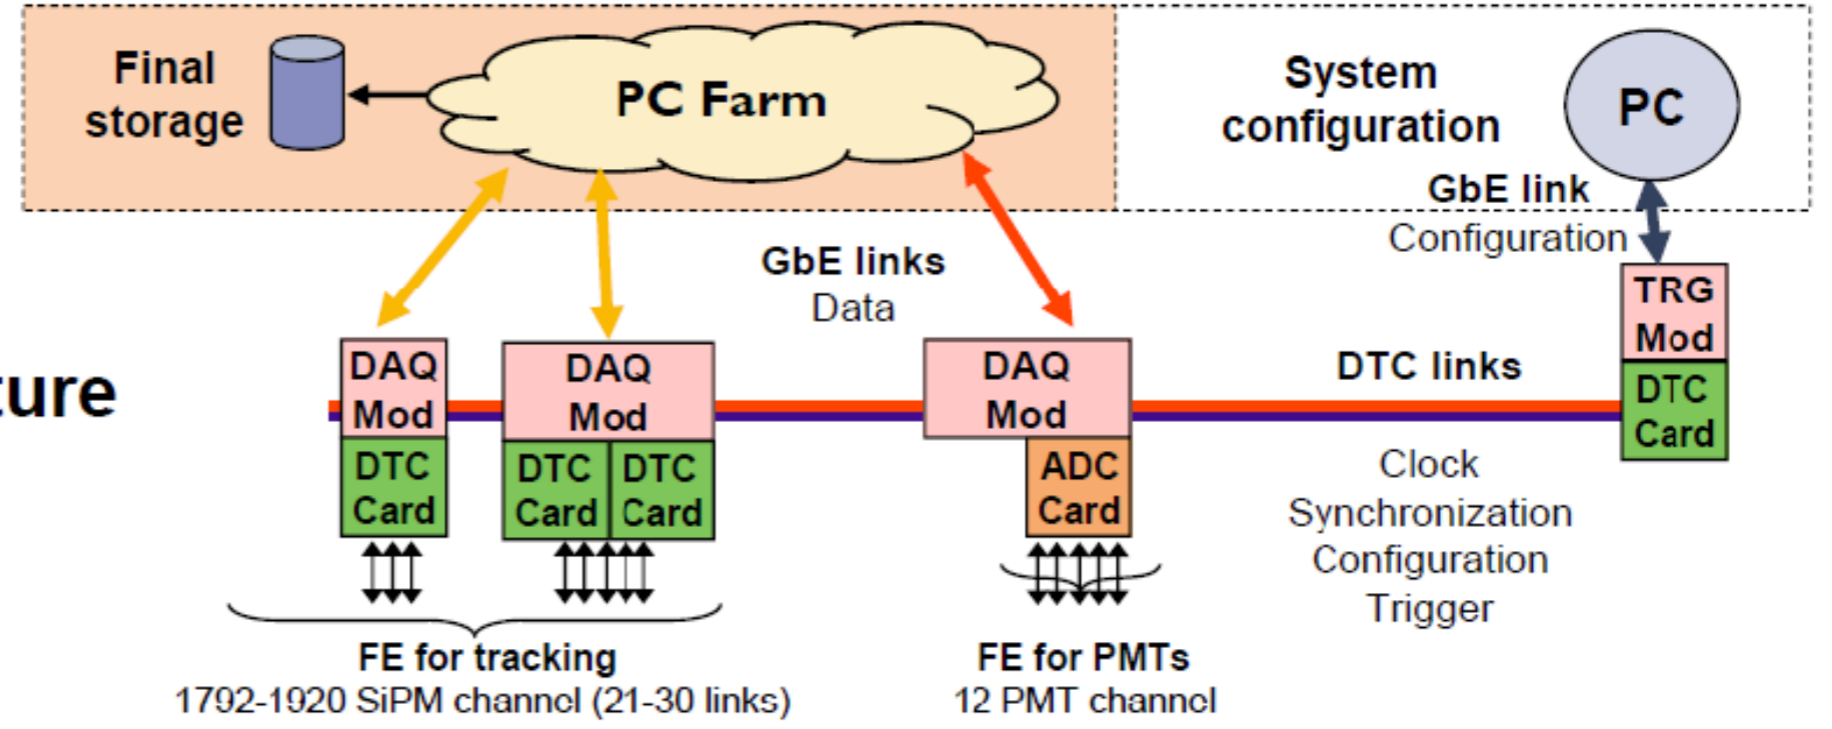 Final
storage
PC Farm
System
configuration
PC
GbE link
Configuration
GbE links
Data
TRG
Mod
DTC
Card
DAQ
Mod
DTC
Card
DAQ
Mod
DTC
Card
DTC
Card
DAQ
Mod
ADC
Card
DTC links
Clock
Synchronization
Configuration
Trigger
ture
FE for tracking
1792-1920 SiPM channel (21-30 links)
FE for PMTs
12 PMT channel